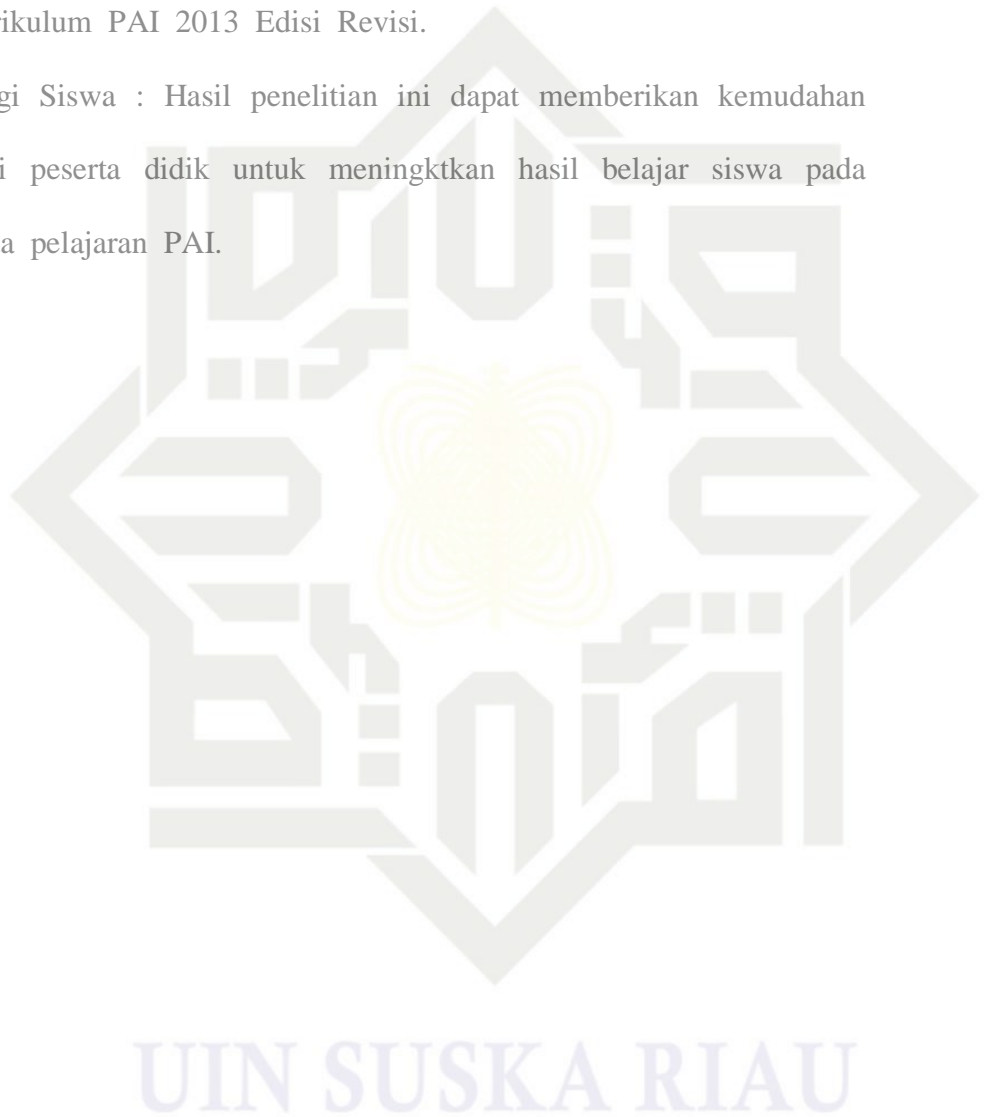 rikulum PAI 2013 Edisi Revisi.
gi Siswa : Hasil penelitian ini dapat memberikan kemudahan
i peserta didik untuk meningktkan hasil belajar siswa pada
a pelajaran PAI.
UIN SUSKA RIAU